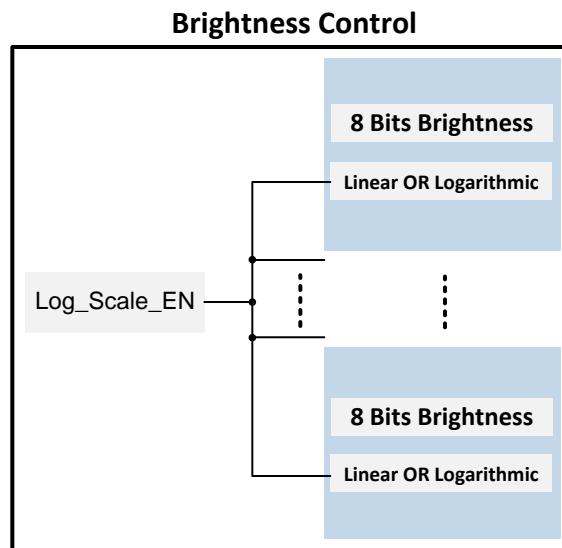 Brightness Control
8 Bits Brightness
Linear OR Logarithmic
Log_Scale_EN
8 Bits Brightness
Linear OR Logarithmic